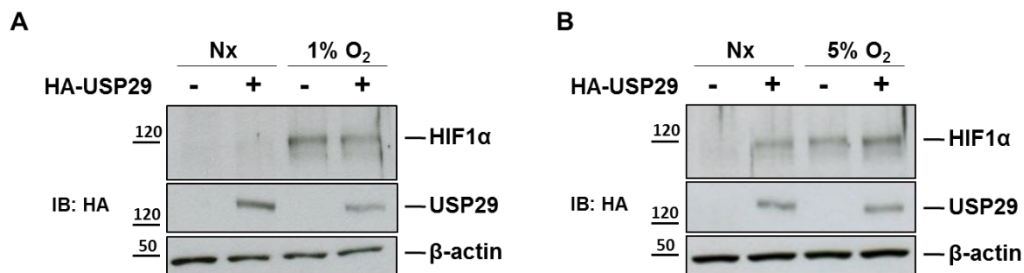 A
Nx 1% O₂
HA-USP29 - + - +
120 HIF1α
IB: HA USP29
120
50 β-actin
B
Nx 5% O₂
HA-USP29 - + - +
120 HIF1α
IB: HA USP29
120
50 β-actin